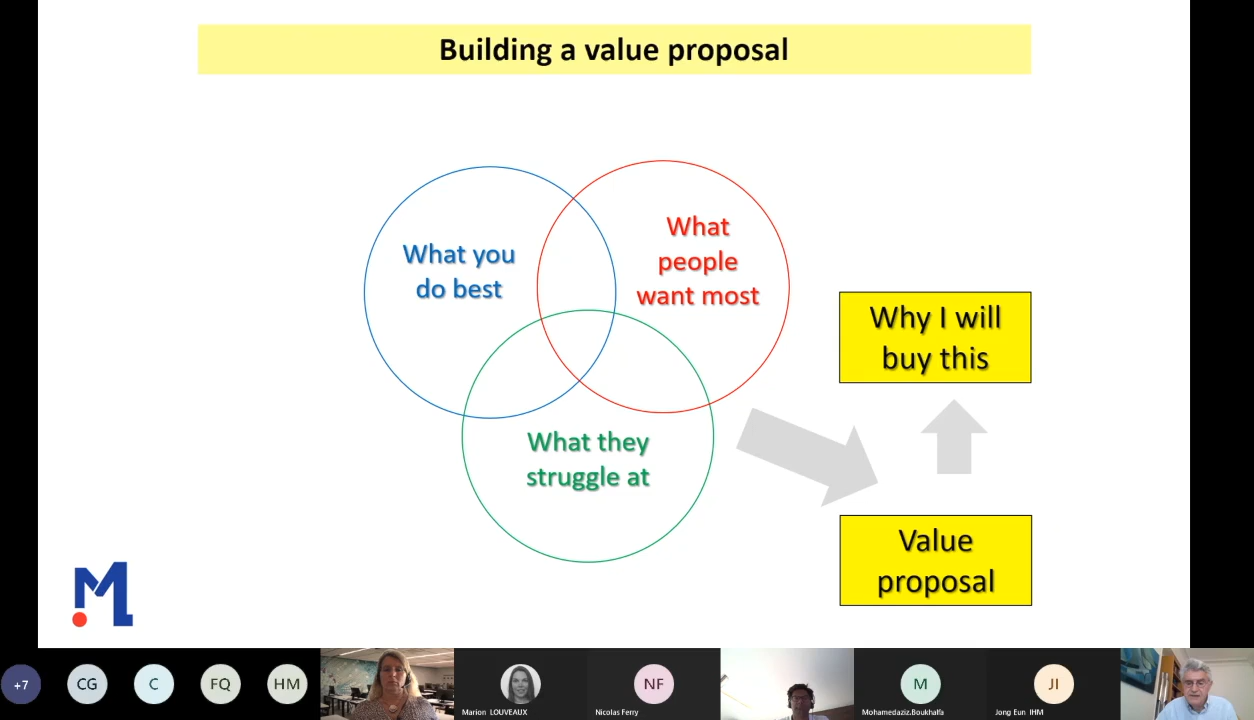 Building a value proposal
What you
do best
What
people
want most
What they
struggle at
Why I will
buy this
Value
proposal
M
+7
CG
C
FQ
HM
Marion LOUVEAUX
NF
Nicolas Ferry
M
Mohamedaziz.Boukhalfa
JI
Jong Eun IHM